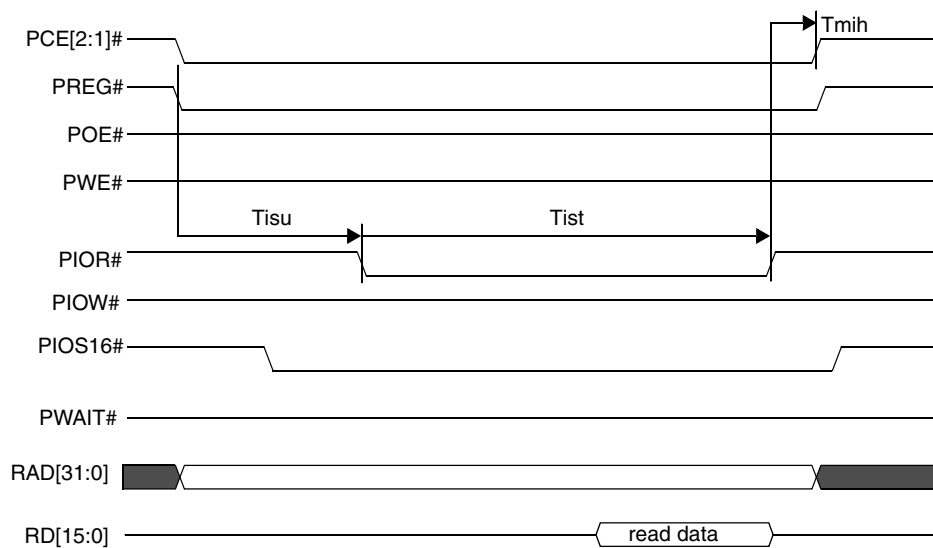 PCE[2:1]#
Tmih
PREG#
POE#
PWE#
Tisu
Tist
PIOR#
PIOW#
PIOS16#
PWAIT#
RAD[31:0]
RD[15:0]
read data